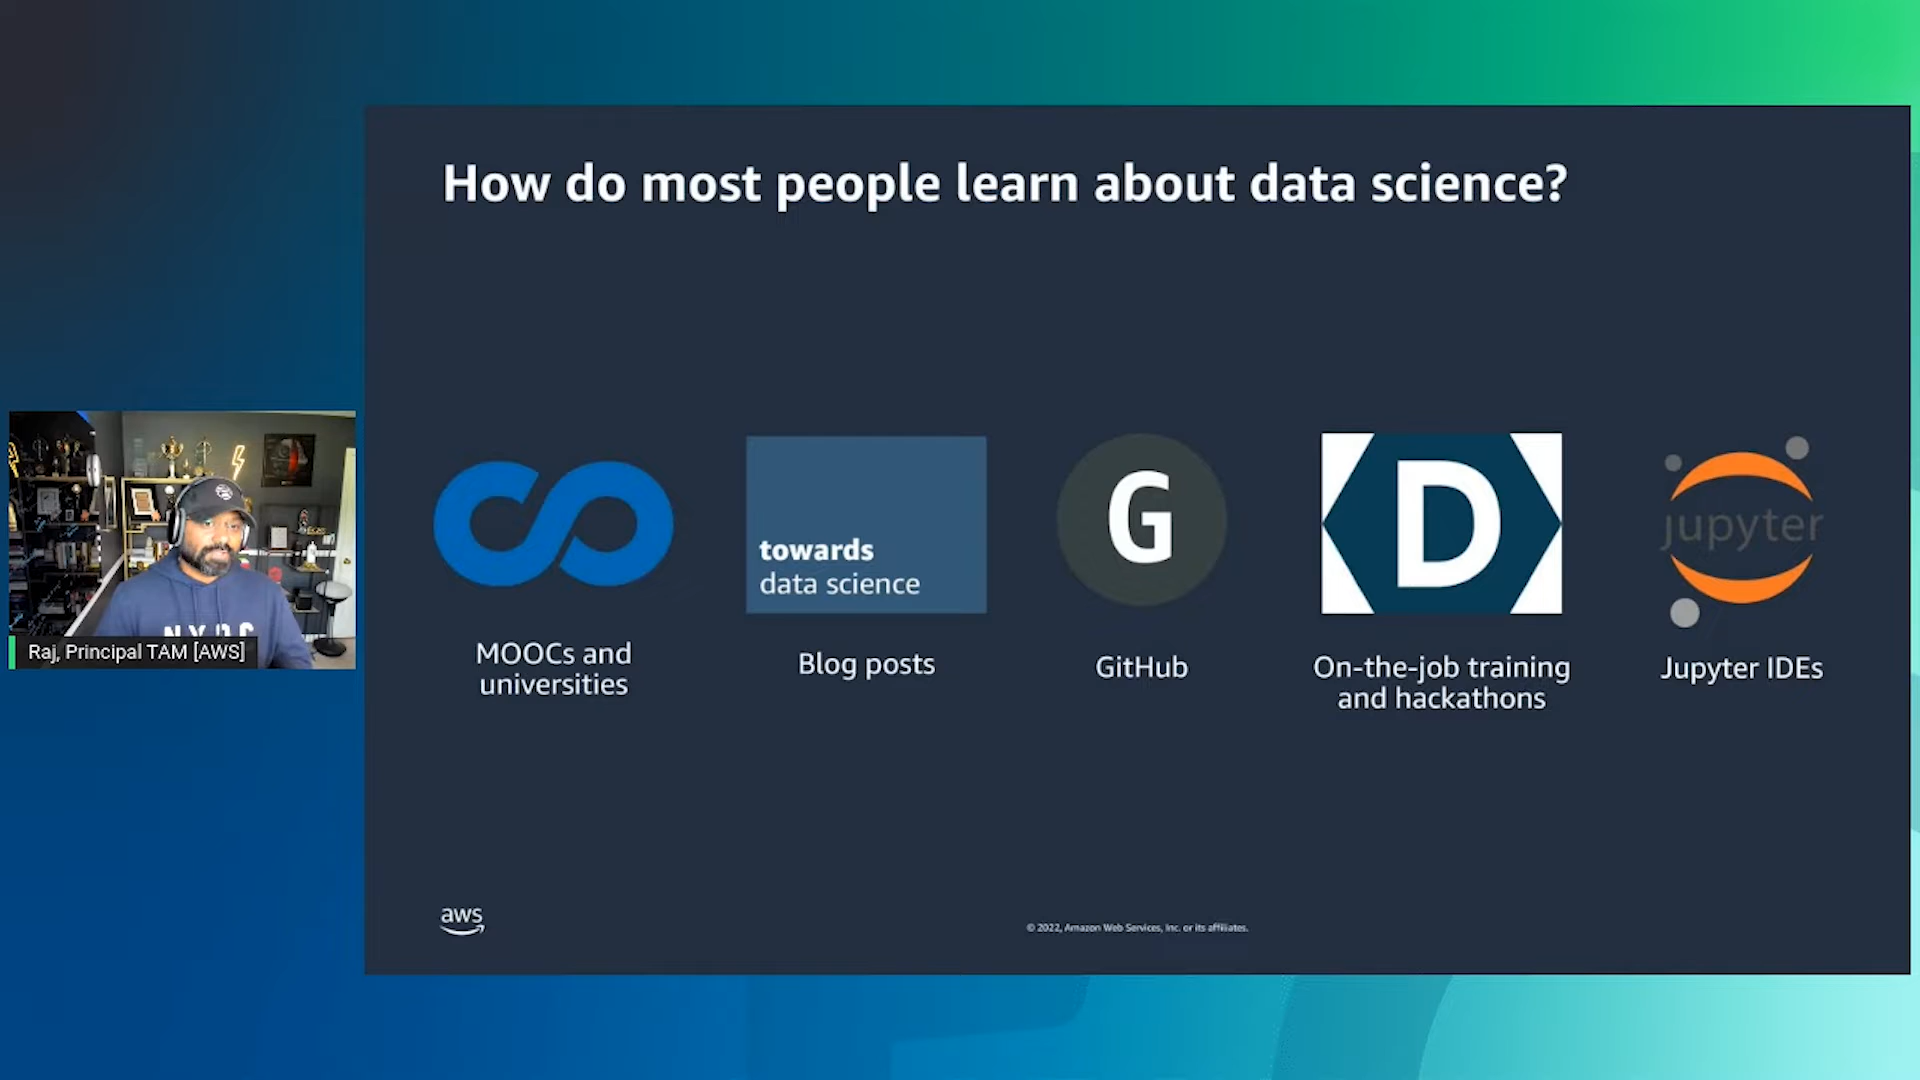 How do most people learn about data science?
towards
data science
G
D
jupyter
MOOCs and
universities
Blog posts
GitHub
On-the-job training
and hackathons
Jupyter IDEs
Raj, Principal TAM [AWS]
aws
© 2022, Amazon Web Services, Inc. or its affiliates.